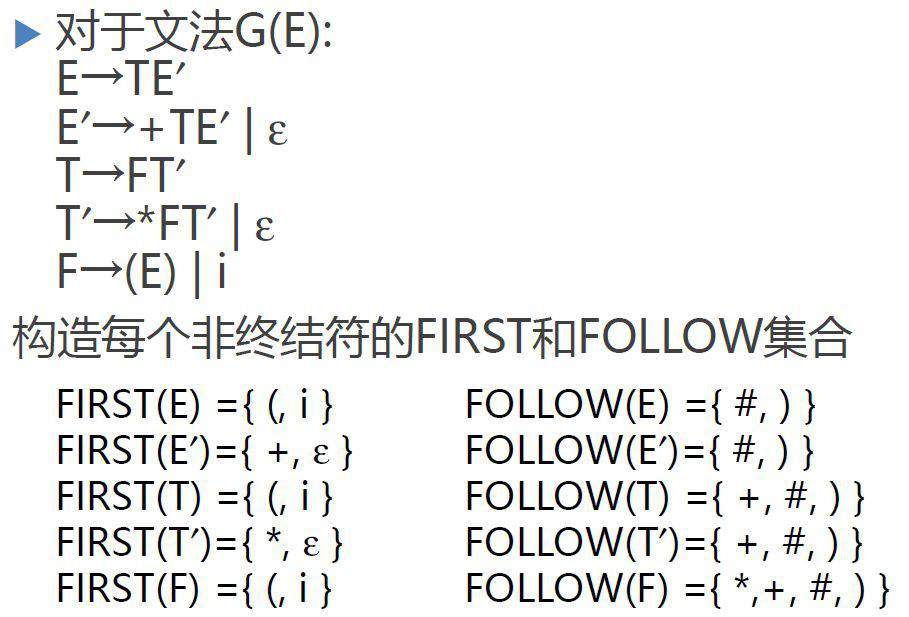 ▶ 对于文法G(E):
E→TE′
E′→+TE′ | ε
T→FT′
T′→*FT′ | ε
F→(E) | i
构造每个非终结符的FIRST和FOLLOW集合
FIRST(E) ={ (, i } FOLLOW(E) ={ #, ) }
FIRST(E′)={ +, ε } FOLLOW(E′)={ #, ) }
FIRST(T) ={ (, i } FOLLOW(T) ={ +, #, ) }
FIRST(T′)={ *, ε } FOLLOW(T′)={ +, #, ) }
FIRST(F) ={ (, i } FOLLOW(F) ={ *,+, #, ) }